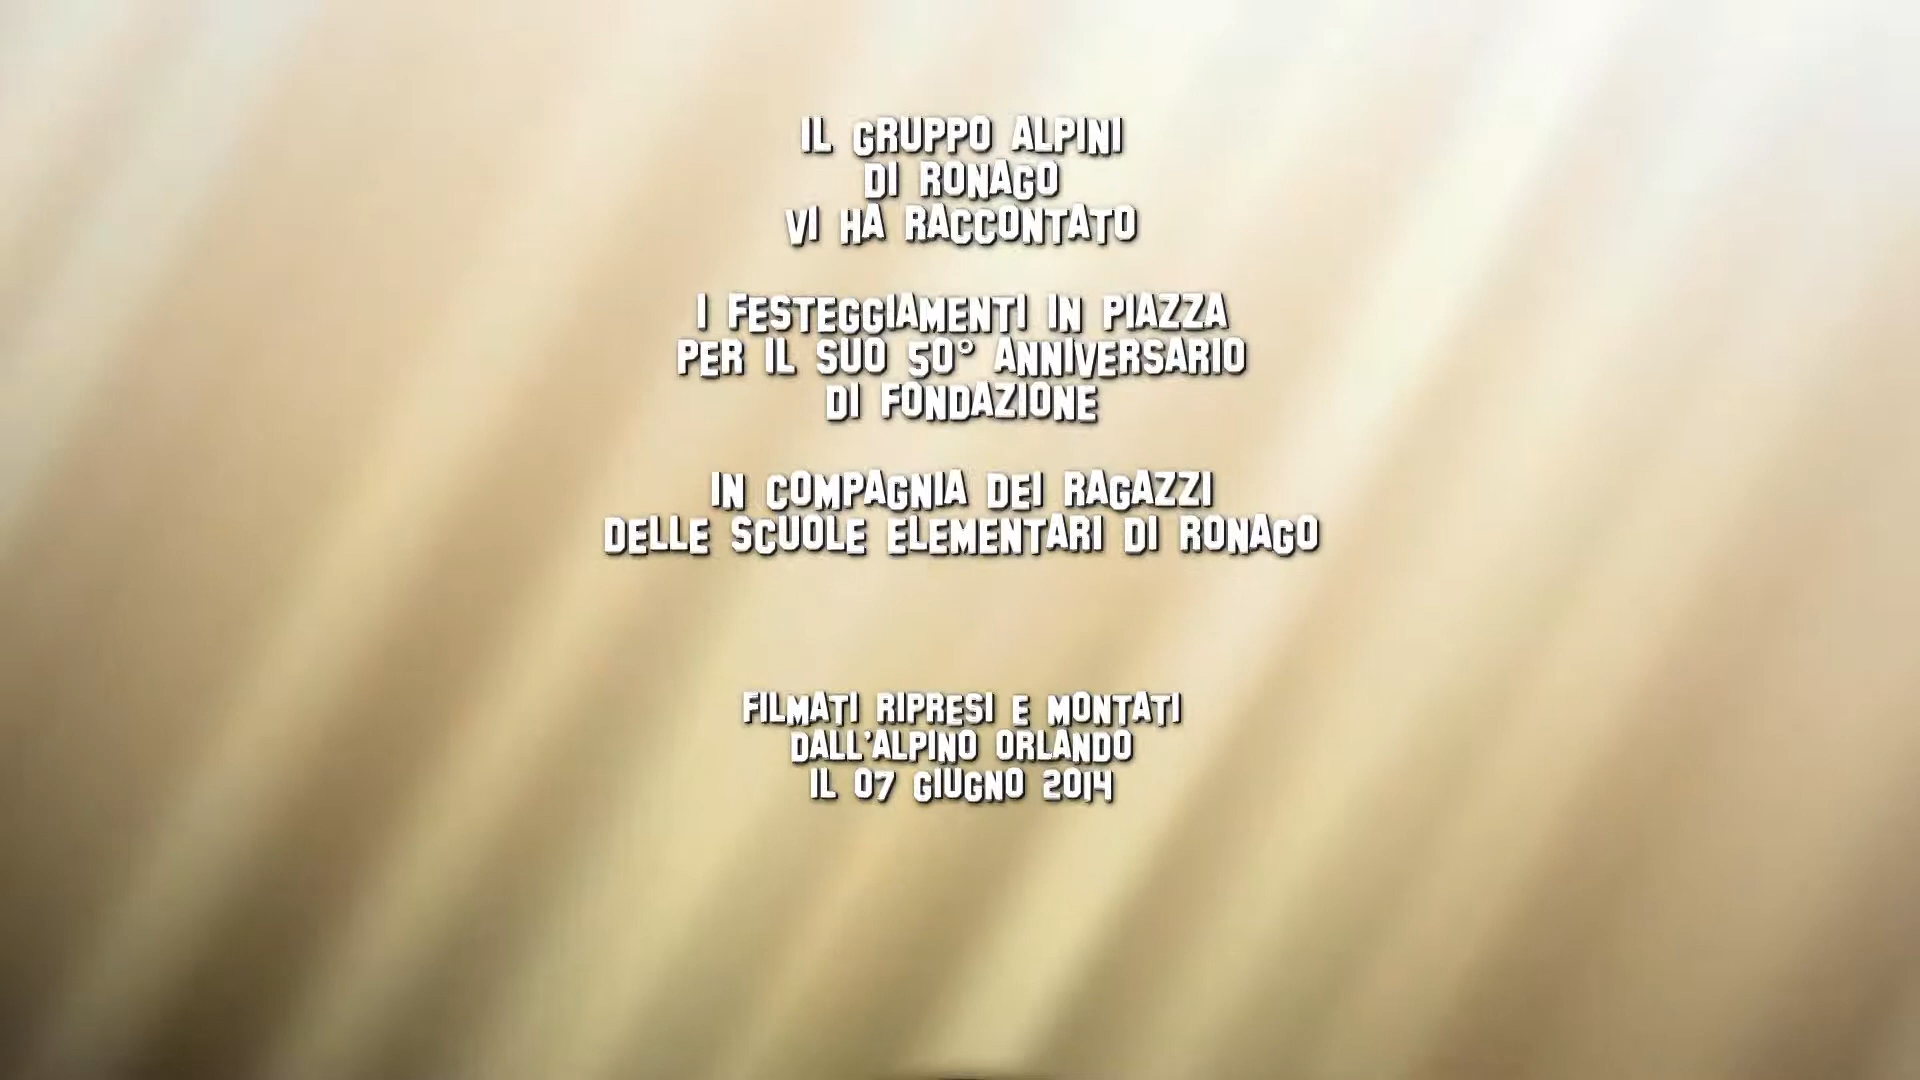 IL GRUPPO ALPINI
DI RONAGO
VI HA RACCONTATO
I FESTEGGIAMENTI IN PIAZZA
PER IL SUO 50° ANNIVERSARIO
DI FONDAZIONE
IN COMPAGNIA DEI RAGAZZI
DELLE SCUOLE ELEMENTARI DI RONAGO
FILMATI RIPRESI E MONTATI
DALL'ALPINO ORLANDO
IL 07 GIUGNO 2014